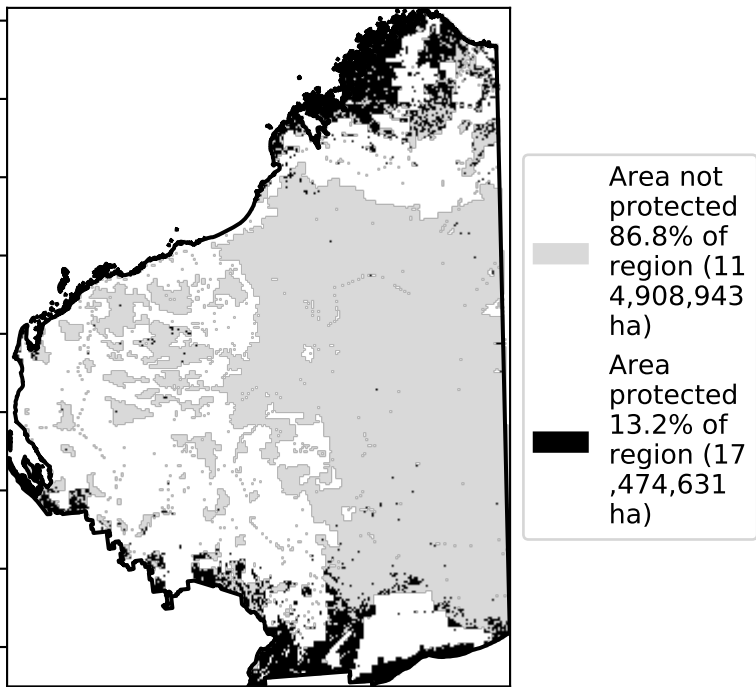 Area not
protected
86.8% of
region (11
4,908,943
ha)
Area
protected
13.2% of
region (17
,474,631
ha)